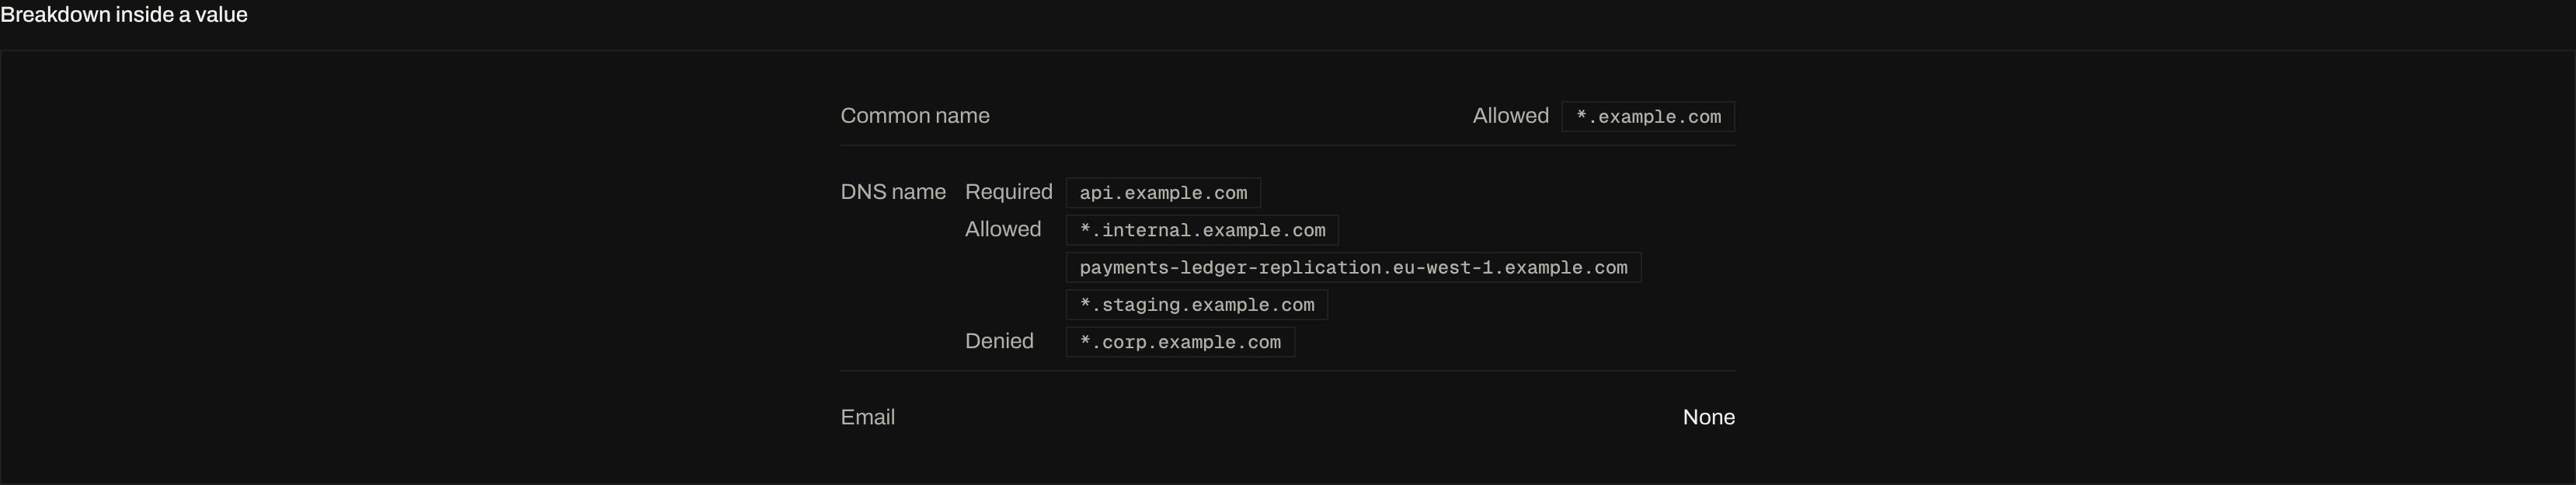 Breakdown inside a value
Common name Allowed *.example.com
DNS name Required api.example.com
Allowed *.internal.example.com
payments-ledger-replication.eu-west-1.example.com
*.staging.example.com
Denied *.corp.example.com
Email None